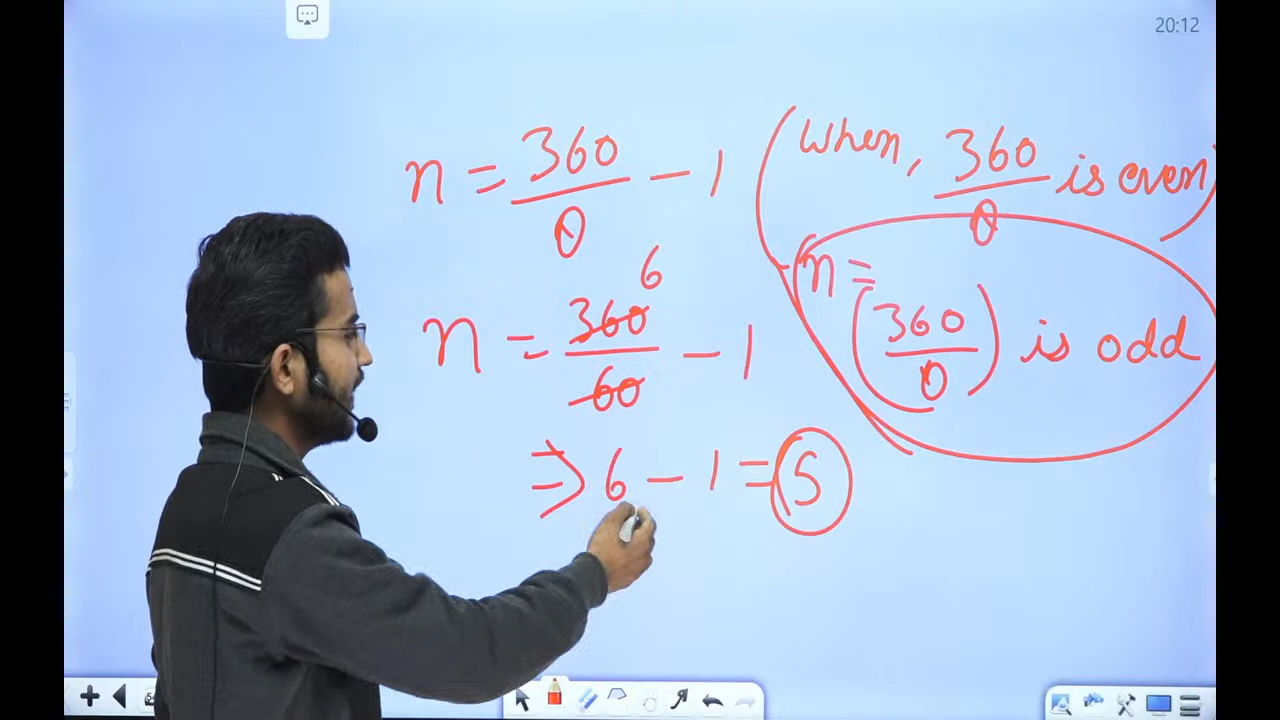 20:12
n = 360/θ - 1 (when, 360/θ is even)
n = (360/θ) is odd
n = 360/60 - 1 6
⇒ 6 - 1 = 5